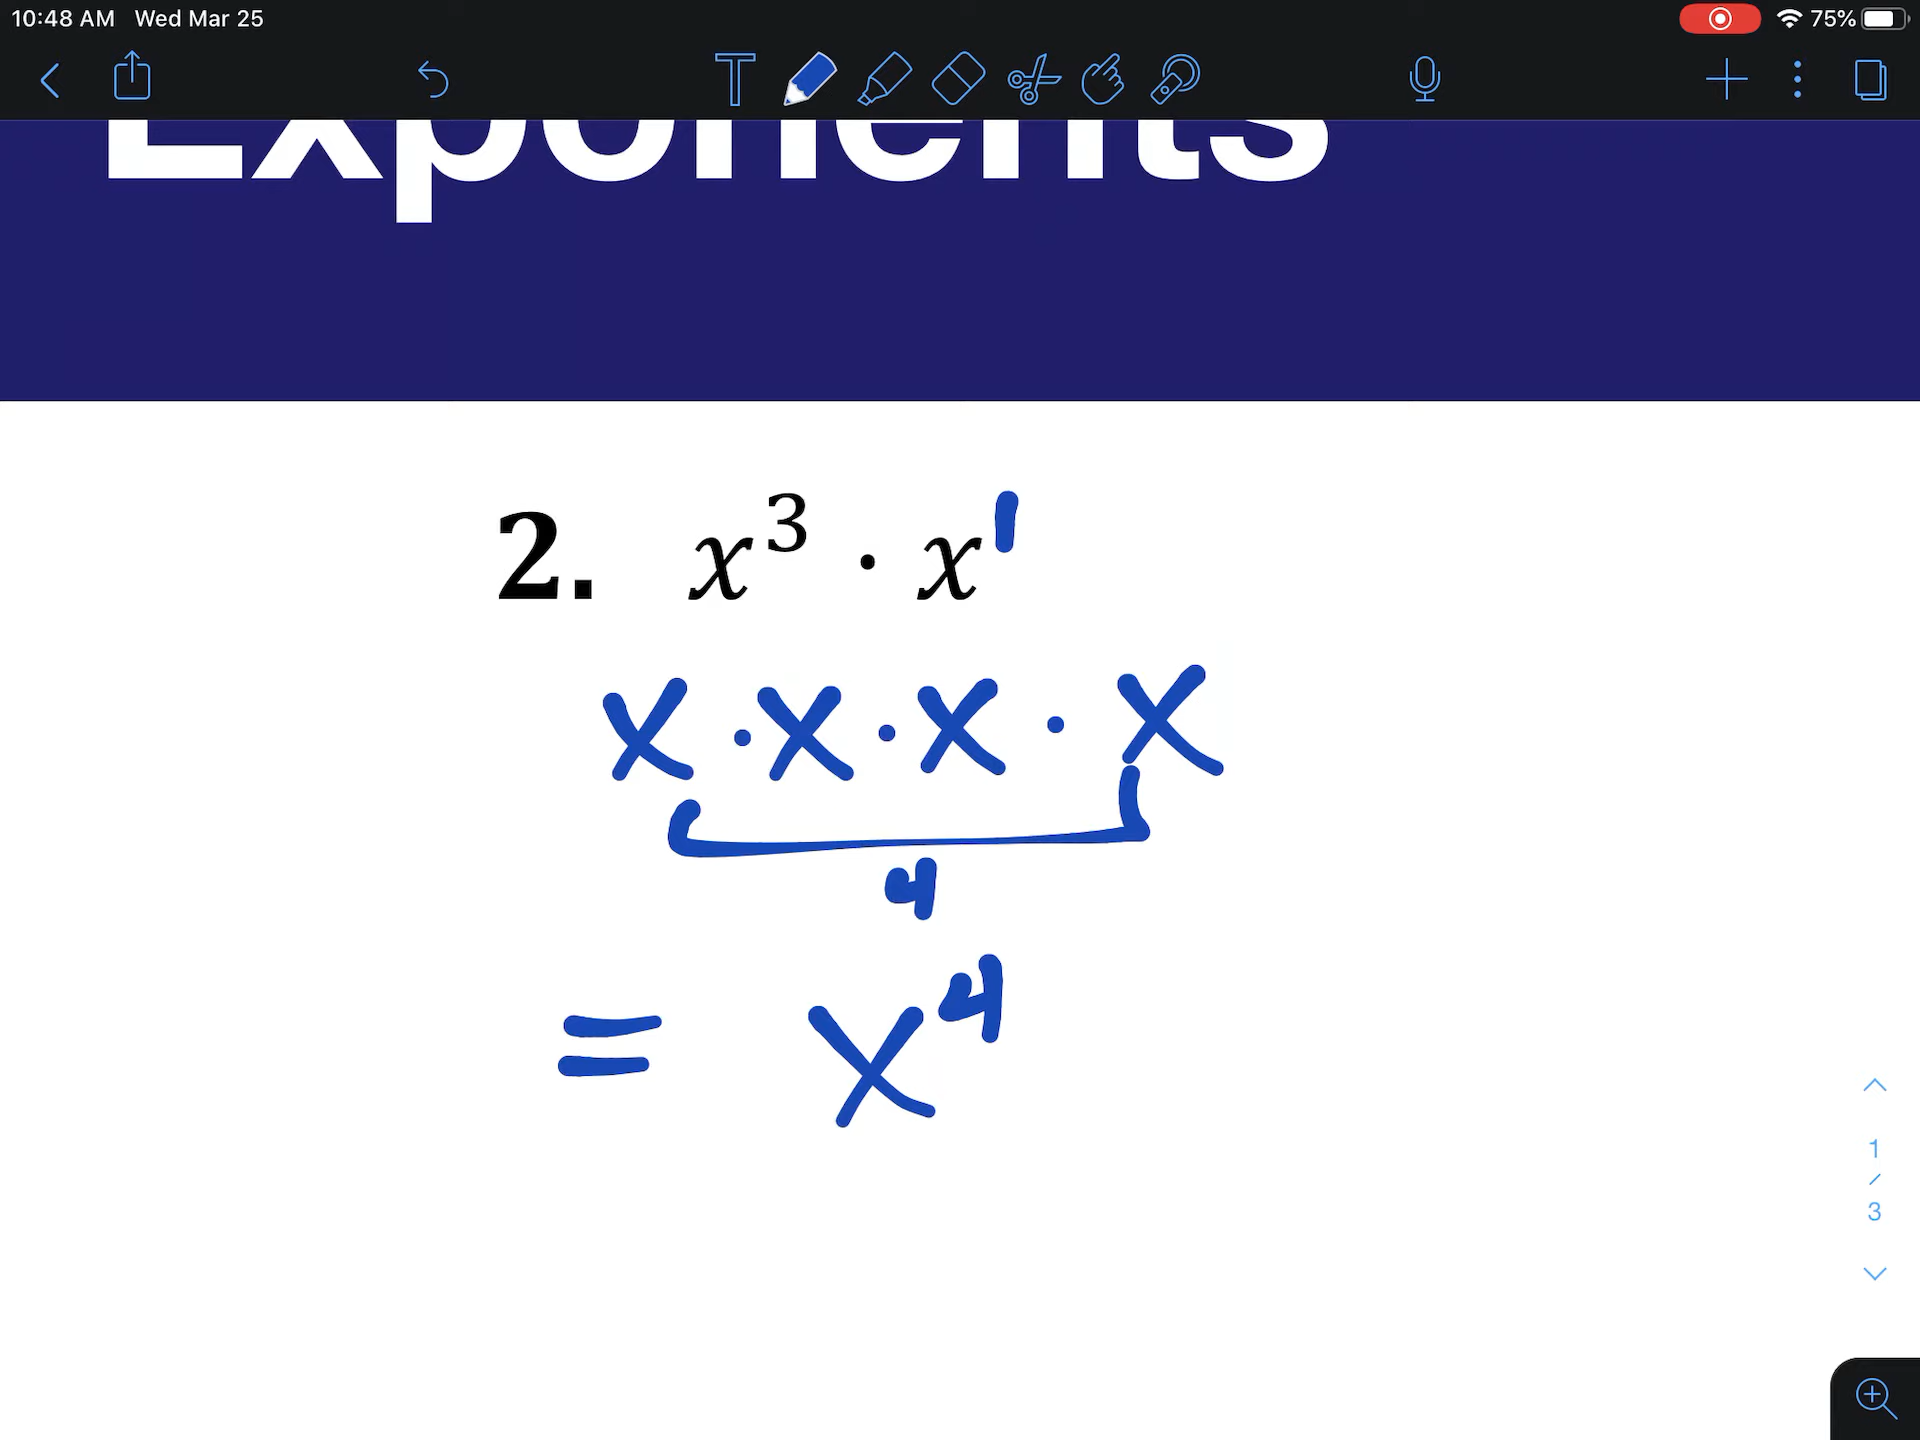 10:48 AM Wed Mar 25 75%
Exponents
2. x³ · x¹
x · x · x · x
4
= x⁴
1
/
3